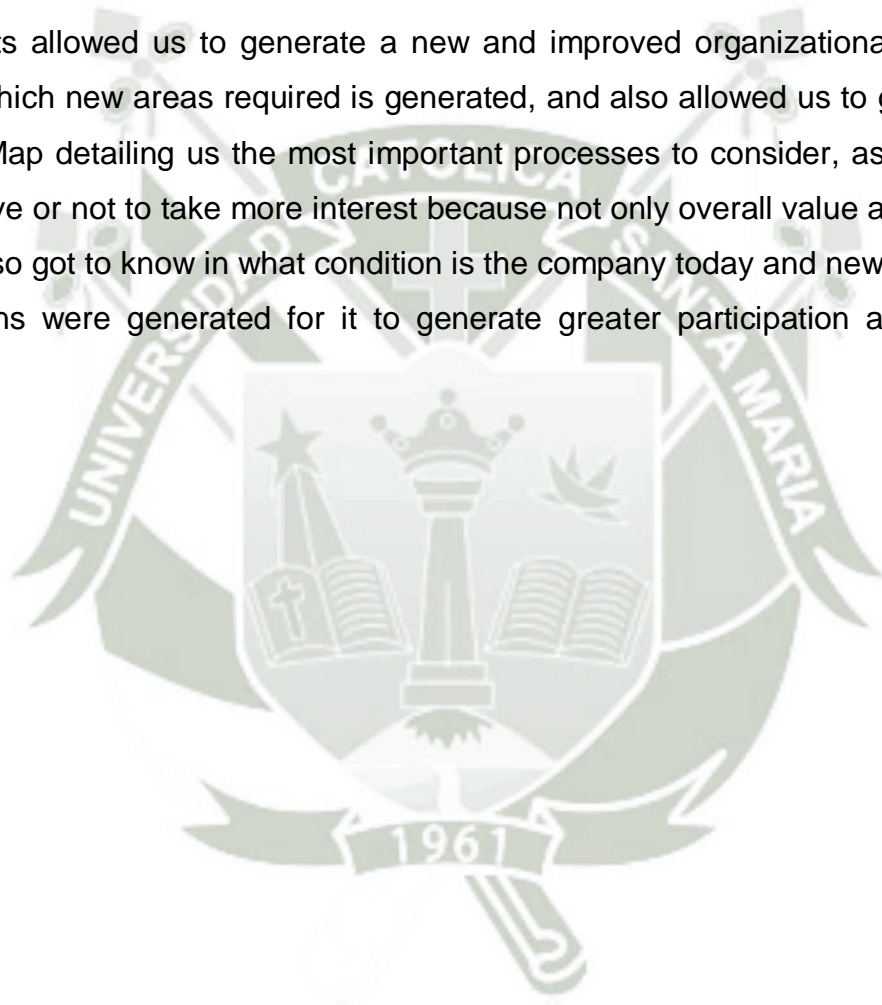 ts allowed us to generate a new and improved organizationa
hich new areas required is generated, and also allowed us to g
Map detailing us the most important processes to consider, as
ve or not to take more interest because not only overall value a
so got to know in what condition is the company today and new
ns were generated for it to generate greater participation a
UNIVERSIDAD CATOLICA SANTA MARIA
1961